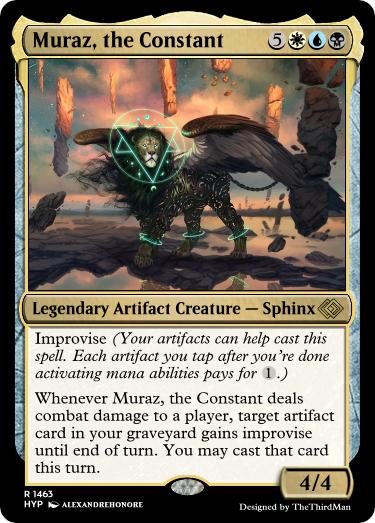 Muraz, the Constant 5
Legendary Artifact Creature — Sphinx
Improvise (Your artifacts can help cast this
spell. Each artifact you tap after you're done
activating mana abilities pays for 1.)
Whenever Muraz, the Constant deals
combat damage to a player, target artifact
card in your graveyard gains improvise
until end of turn. You may cast that card
this turn.
4/4
R 1463
HYP ALEXANDREHONORE
Designed by TheThirdMan